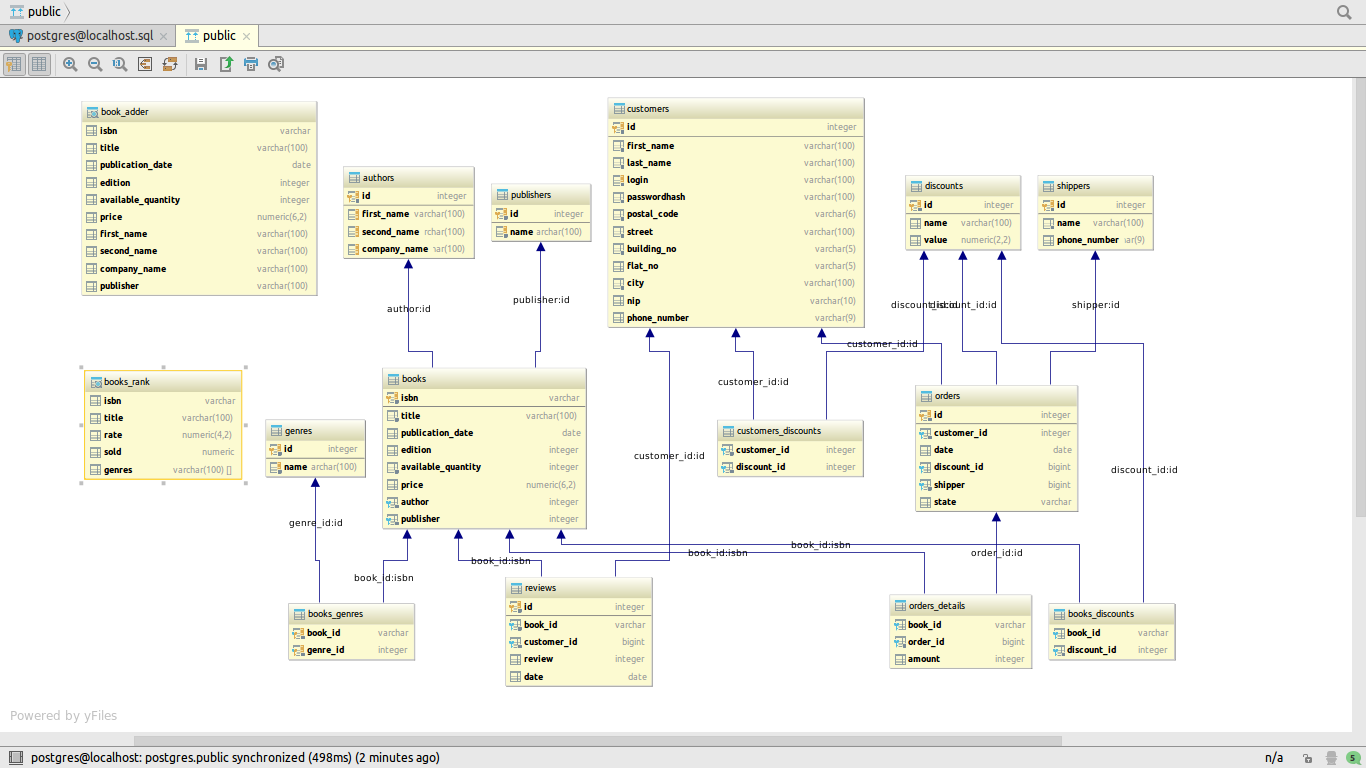 public
postgres@localhost.sql
public
book_adder
isbn varchar
title varchar(100)
publication_date date
edition integer
available_quantity integer
price numeric(6,2)
first_name varchar(100)
second_name varchar(100)
company_name varchar(100)
publisher varchar(100)
authors
id integer
first_name varchar(100)
second_name rchar(100)
company_name ar(100)
publishers
id integer
name archar(100)
customers
id integer
first_name varchar(100)
last_name varchar(100)
login varchar(100)
passwordhash varchar(100)
postal_code varchar(6)
street varchar(100)
building_no varchar(5)
flat_no varchar(5)
city varchar(100)
nip varchar(10)
phone_number varchar(9)
discounts
id integer
name varchar(100)
value numeric(2,2)
shippers
id integer
name varchar(100)
phone_number ar(9)
author:id
publisher:id
discount_id:id
discount_id:id
shipper:id
customer_id:id
customer_id:id
customer_id:id
discount_id:id
books_rank
isbn varchar
title varchar(100)
rate numeric(4,2)
sold numeric
genres varchar(100) []
genres
id integer
name archar(100)
books
isbn varchar
title varchar(100)
publication_date date
edition integer
available_quantity integer
price numeric(6,2)
author integer
publisher integer
customers_discounts
customer_id integer
discount_id integer
orders
id integer
customer_id integer
date date
discount_id bigint
shipper bigint
state varchar
genre_id:id
book_id:isbn
book_id:isbn
book_id:isbn
book_id:isbn
order_id:id
books_genres
book_id varchar
genre_id integer
reviews
id integer
book_id varchar
customer_id bigint
review integer
date date
orders_details
book_id varchar
order_id bigint
amount integer
books_discounts
book_id varchar
discount_id integer
Powered by yFiles
postgres@localhost: postgres.public synchronized (498ms) (2 minutes ago)
n/a
5